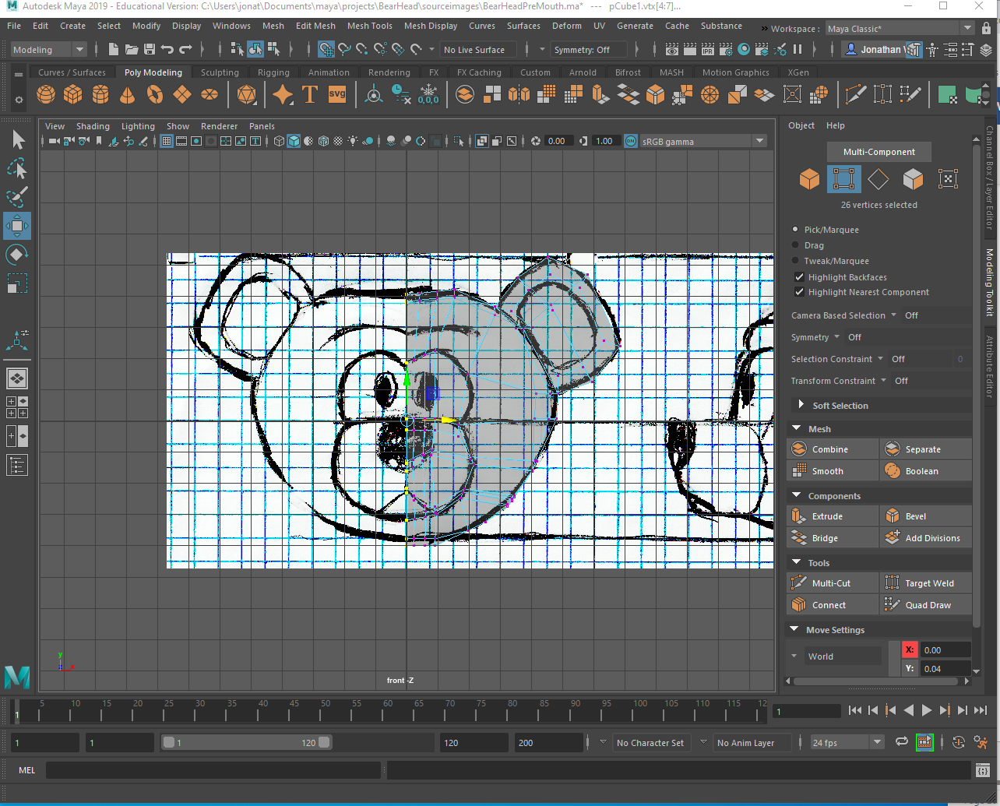 Autodesk Maya 2019 - Educational Version: C:\Users\jonat\Documents\maya\projects\BearHead\sourceimages\BearHeadPreMouth.ma* --- pCube1.vtx[4:7]...
File Edit Create Select Modify Display Windows Mesh Edit Mesh Mesh Tools Mesh Display Curves Surfaces Deform UV Generate Cache Substance » Workspace : Maya Classic*
Modeling No Live Surface Symmetry: Off IPR Jonathan
Curves / Surfaces Poly Modeling Sculpting Rigging Animation Rendering FX FX Caching Custom Arnold Bifrost MASH Motion Graphics XGen
T svg 0,0,0
View Shading Lighting Show Renderer Panels
0.00 1.00 ON sRGB gamma
Object Help
Multi-Component
26 vertices selected
Pick/Marquee
Drag
Tweak/Marquee
Highlight Backfaces
Highlight Nearest Component
Camera Based Selection Off
Symmetry Off
Selection Constraint Off 0
Transform Constraint Off
Soft Selection
Mesh
Combine Separate
Smooth Boolean
Components
Extrude Bevel
Bridge Add Divisions
Tools
Multi-Cut Target Weld
Connect Quad Draw
Move Settings
World X: 0.00
Y: 0.04
Channel Box / Layer Editor
Modeling Toolkit
Attribute Editor
y
z x
front -Z
5 10 15 20 25 30 35 40 45 50 55 60 65 70 75 80 85 90 95 100 105 110 115 12
1 1
1 1 1 120 120 200 No Character Set No Anim Layer 24 fps
MEL